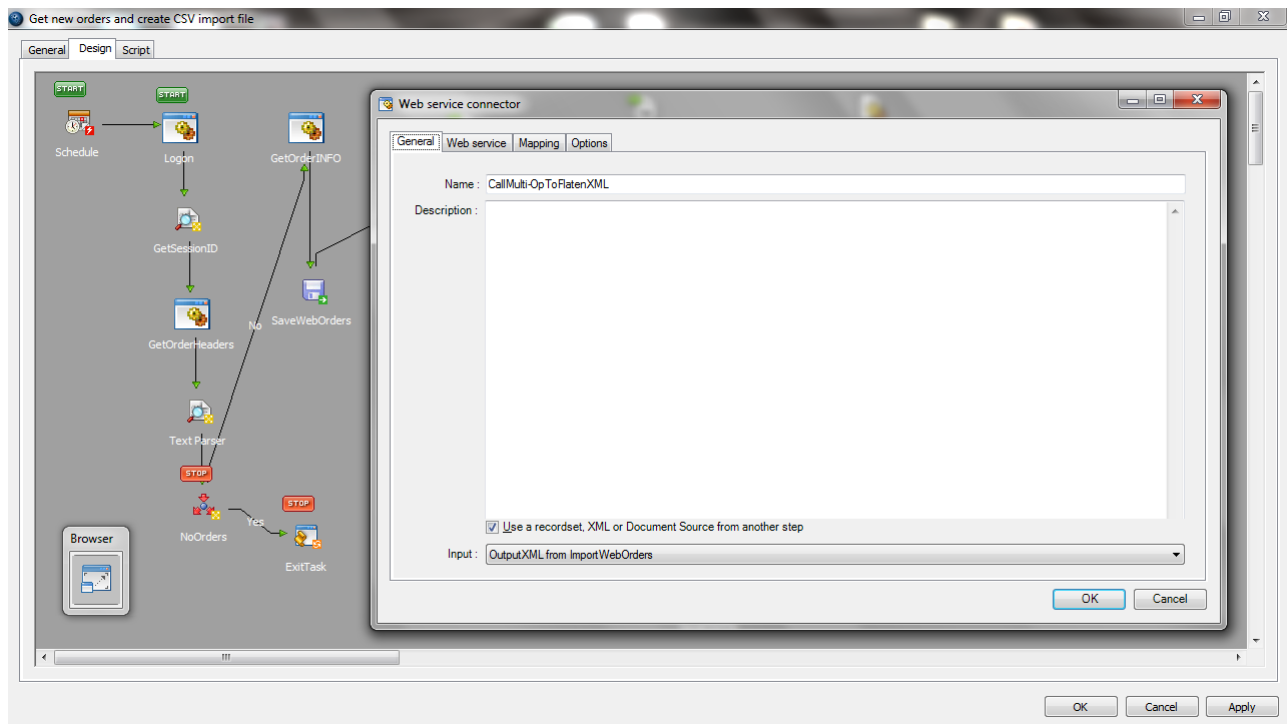 Get new orders and create CSV import file
General Design Script
START
START
Schedule
Logon
GetOrderINFO
GetSessionID
SaveWebOrders
No
GetOrderHeaders
Text Parser
STOP
STOP
Yes
NoOrders
ExitTask
Browser
Web service connector
General Web service Mapping Options
Name : CallMulti-OpToFlatenXML
Description :
Use a recordset, XML or Document Source from another step
Input : OutputXML from ImportWebOrders
OK Cancel
OK Cancel Apply